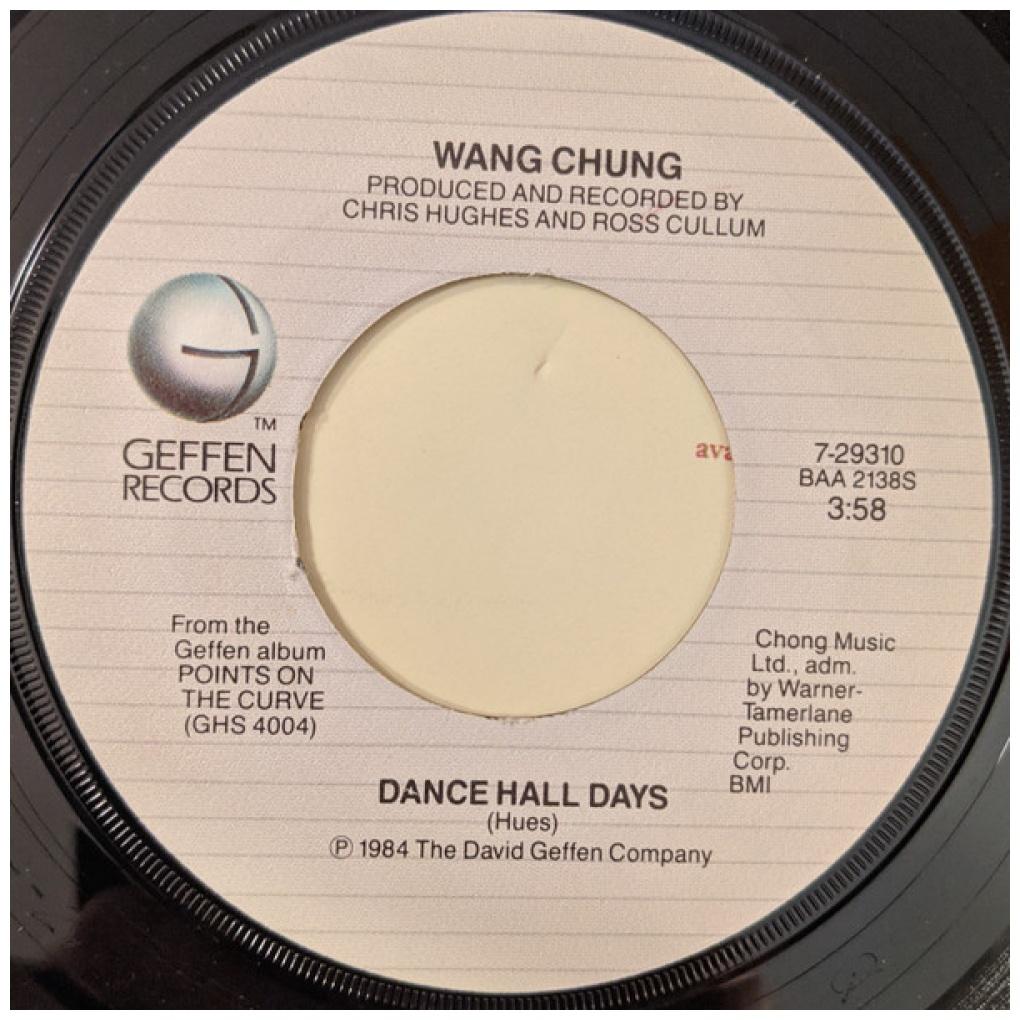 WANG CHUNG
PRODUCED AND RECORDED BY
CHRIS HUGHES AND ROSS CULLUM
TM
GEFFEN
RECORDS
7-29310
BAA 2138S
3:58
From the
Geffen album
POINTS ON
THE CURVE
(GHS 4004)
Chong Music
Ltd., adm.
by Warner-
Tamerlane
Publishing
Corp.
BMI
DANCE HALL DAYS
(Hues)
Ⓟ 1984 The David Geffen Company